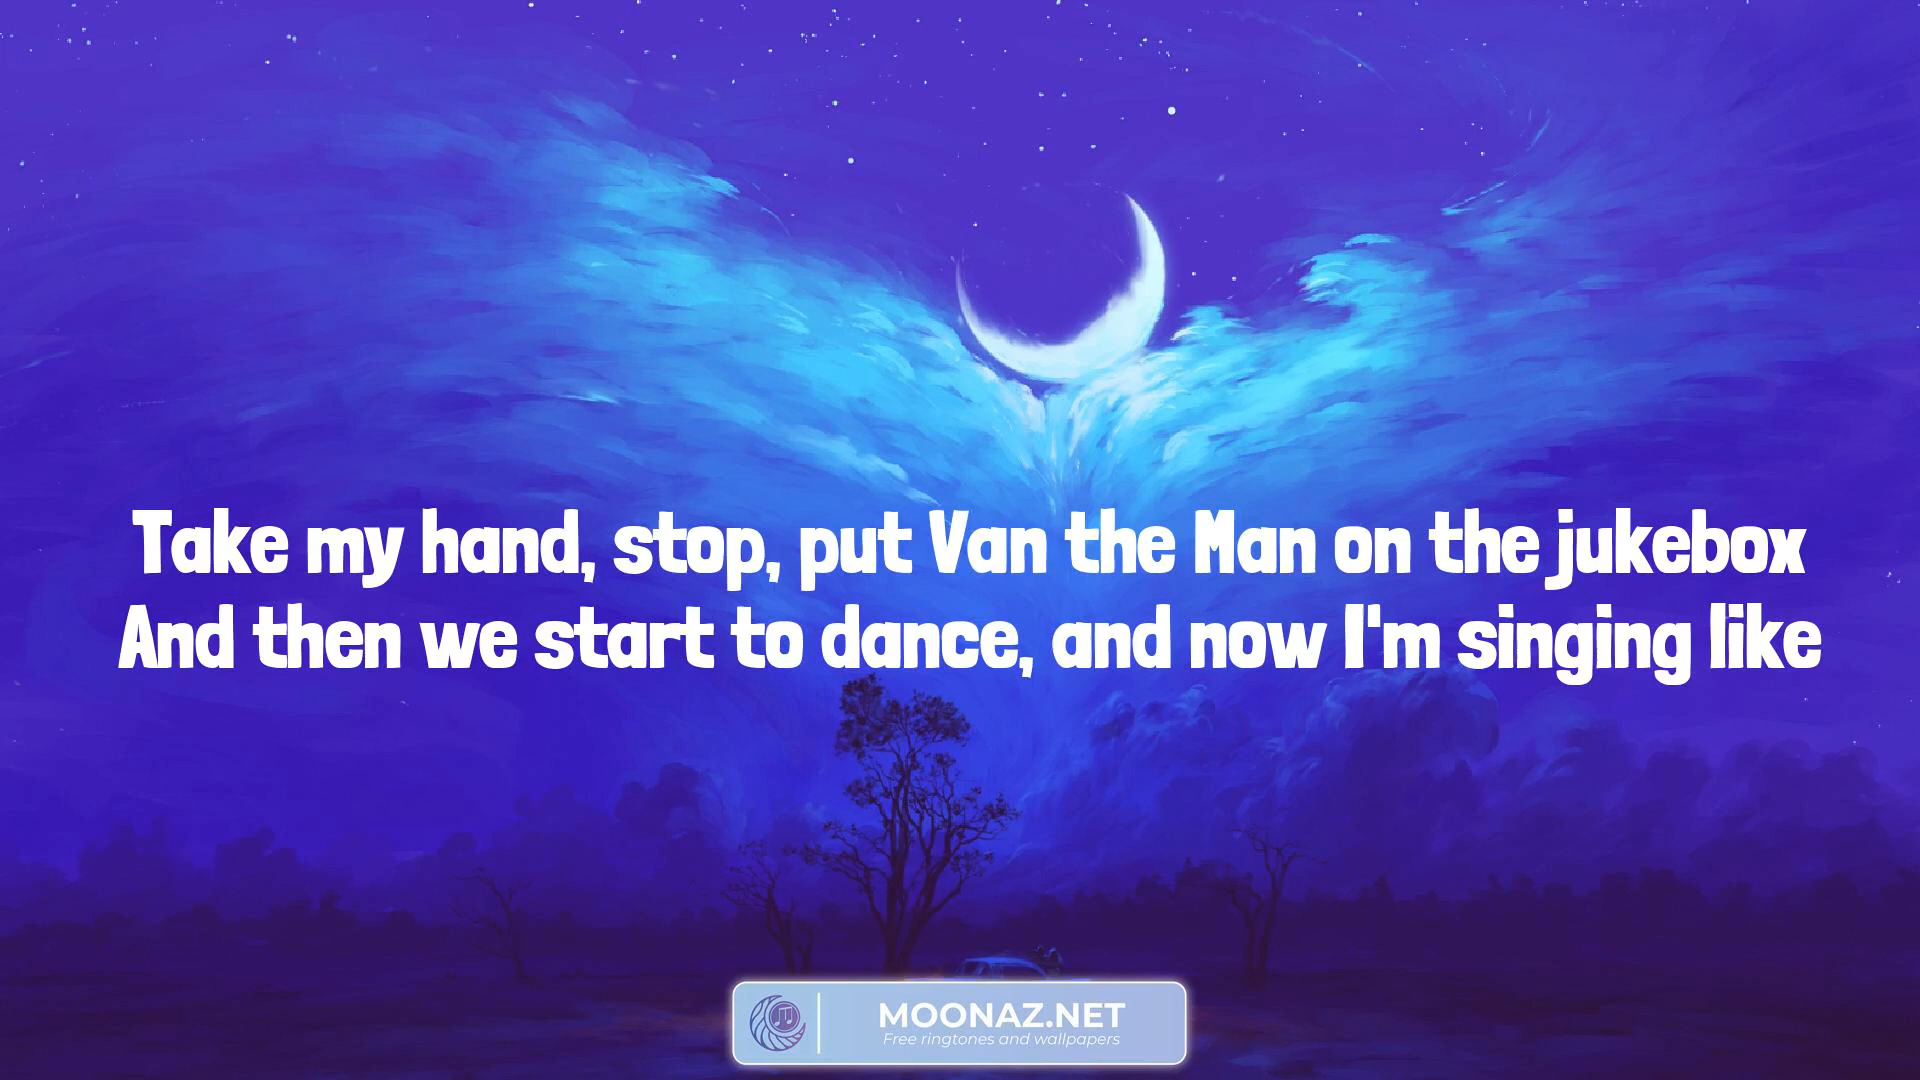 Take my hand, stop, put Van the Man on the jukebox
And then we start to dance, and now I'm singing like
MOONAZ.NET
Free ringtones and wallpapers